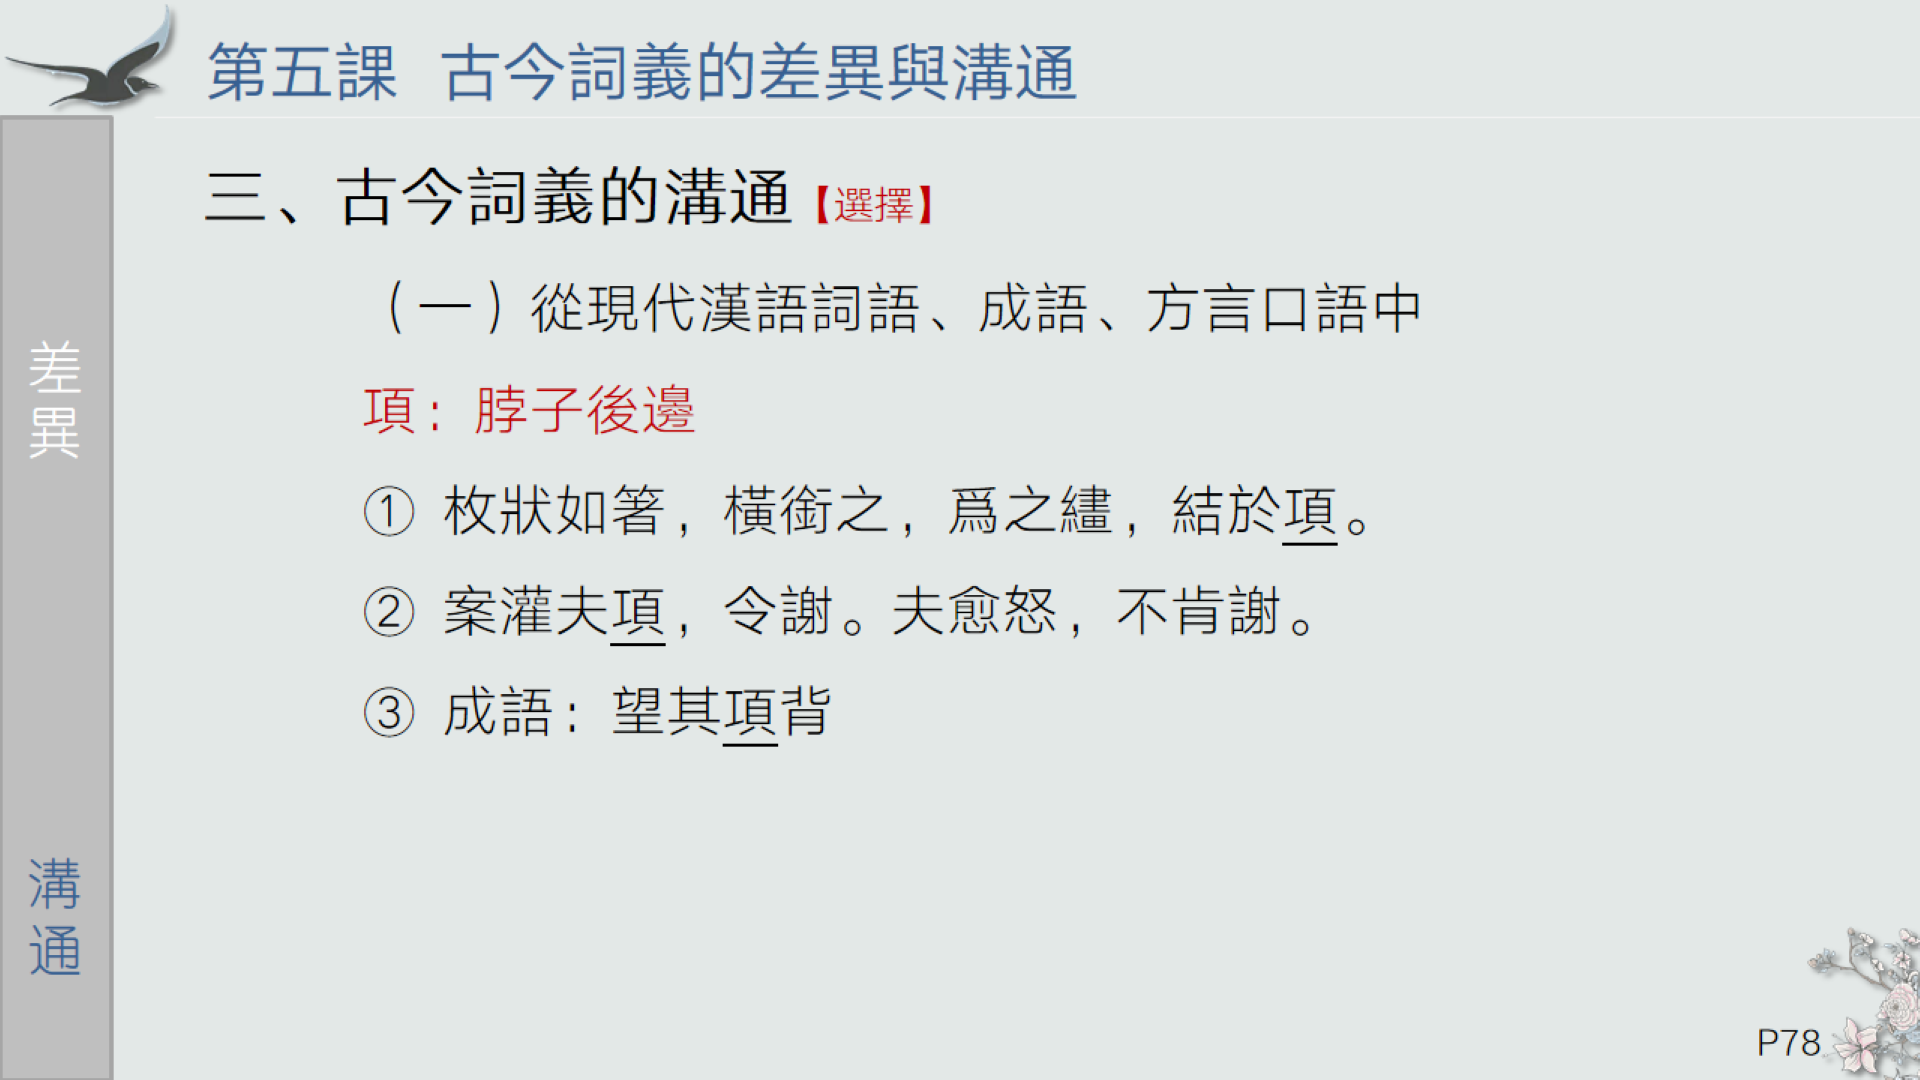 第五課 古今詞義的差異與溝通
三、古今詞義的溝通【選擇】
（一）從現代漢語詞語、成語、方言口語中
項：脖子後邊
① 枚狀如箸，橫銜之，爲之繣，結於項。
② 案灌夫項，令謝。夫愈怒，不肯謝。
③ 成語：望其項背
差異
溝通
P78